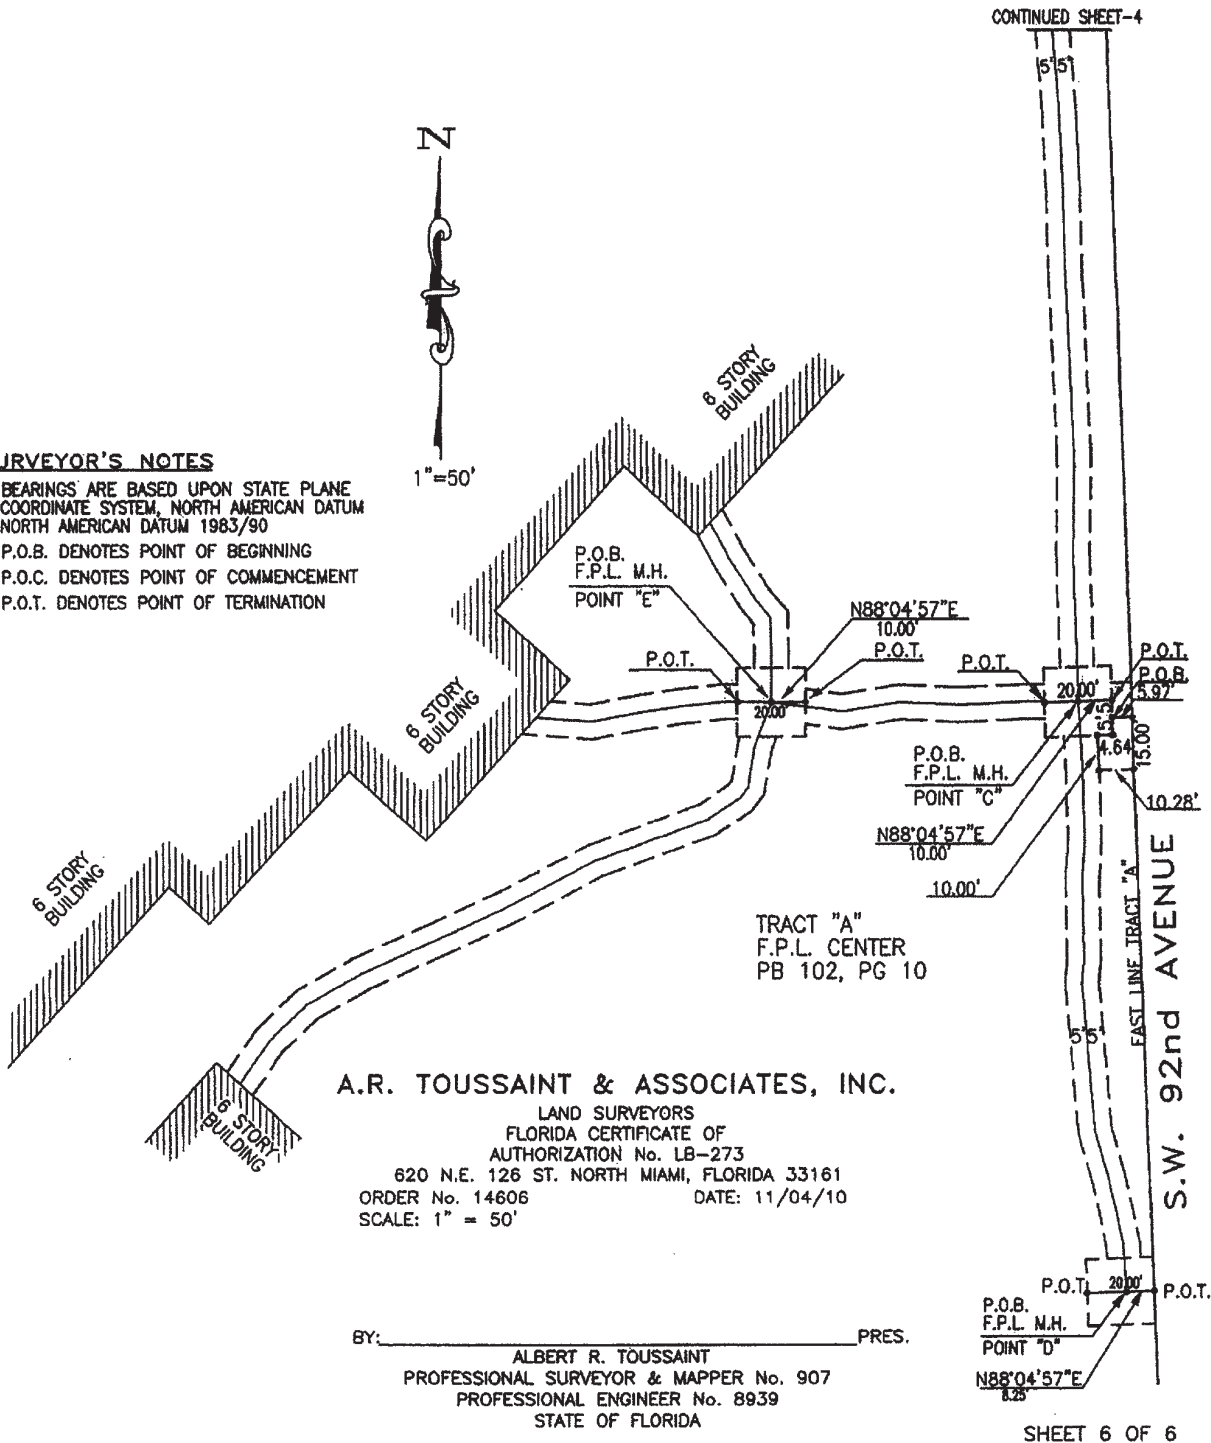 CONTINUED SHEET-4
5' 5'
N
1"=50'
6 STORY
BUILDING
URVEYOR'S NOTES
BEARINGS ARE BASED UPON STATE PLANE
COORDINATE SYSTEM, NORTH AMERICAN DATUM
NORTH AMERICAN DATUM 1983/90
P.O.B. DENOTES POINT OF BEGINNING
P.O.C. DENOTES POINT OF COMMENCEMENT
P.O.T. DENOTES POINT OF TERMINATION
P.O.B.
F.P.L. M.H.
POINT "E"
N88°04'57"E
10.00'
P.O.T.
P.O.T.
20.00'
P.O.T.
20.00'
P.O.T.
P.O.B.
5.97'
5' 5'
4.64'
15.00'
10.28'
6 STORY
BUILDING
P.O.B.
F.P.L. M.H.
POINT "C"
N88°04'57"E
10.00'
10.00'
6 STORY
BUILDING
TRACT "A"
F.P.L. CENTER
PB 102, PG 10
EAST LINE TRACT "A"
S.W. 92nd AVENUE
5' 5'
6 STORY
BUILDING
A.R. TOUSSAINT & ASSOCIATES, INC.
LAND SURVEYORS
FLORIDA CERTIFICATE OF
AUTHORIZATION No. LB-273
620 N.E. 126 ST. NORTH MIAMI, FLORIDA 33161
ORDER No. 14606 DATE: 11/04/10
SCALE: 1" = 50'
P.O.T. 20.00' P.O.T.
P.O.B.
F.P.L. M.H.
POINT "D"
N88°04'57"E
8.25'
BY: PRES.
ALBERT R. TOUSSAINT
PROFESSIONAL SURVEYOR & MAPPER No. 907
PROFESSIONAL ENGINEER No. 8939
STATE OF FLORIDA
SHEET 6 OF 6